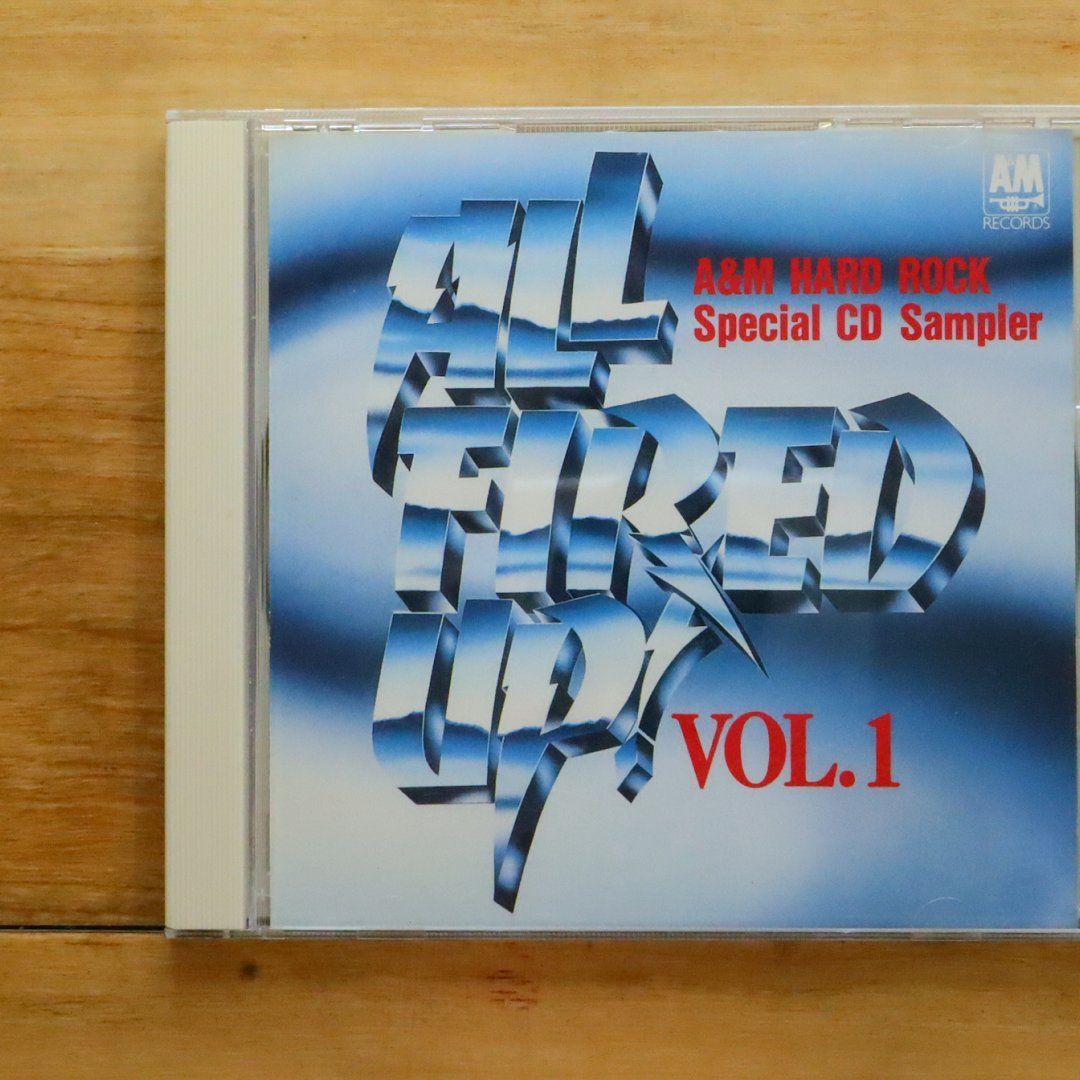 A&M
RECORDS
A&M HARD ROCK
Special CD Sampler
ALL
FIRED
UP!
VOL.1